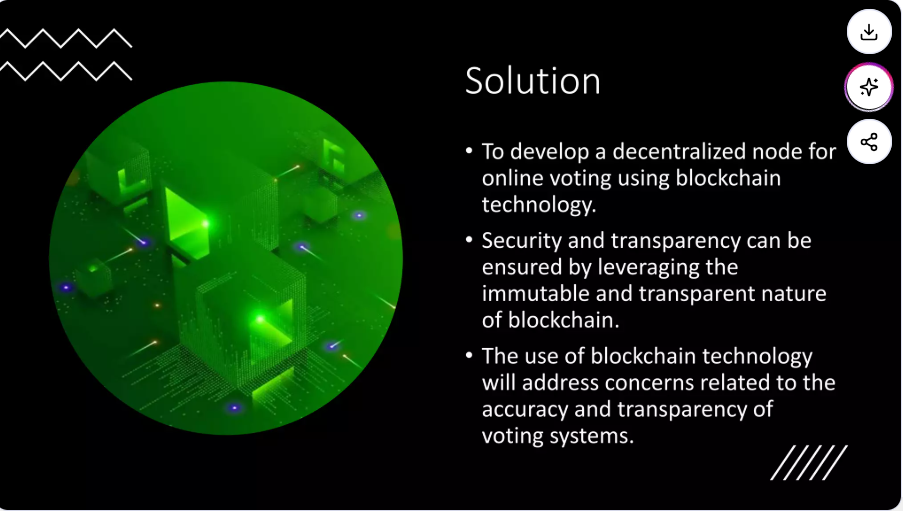 Solution
• To develop a decentralized node for
online voting using blockchain
technology.
• Security and transparency can be
ensured by leveraging the
immutable and transparent nature
of blockchain.
• The use of blockchain technology
will address concerns related to the
accuracy and transparency of
voting systems.